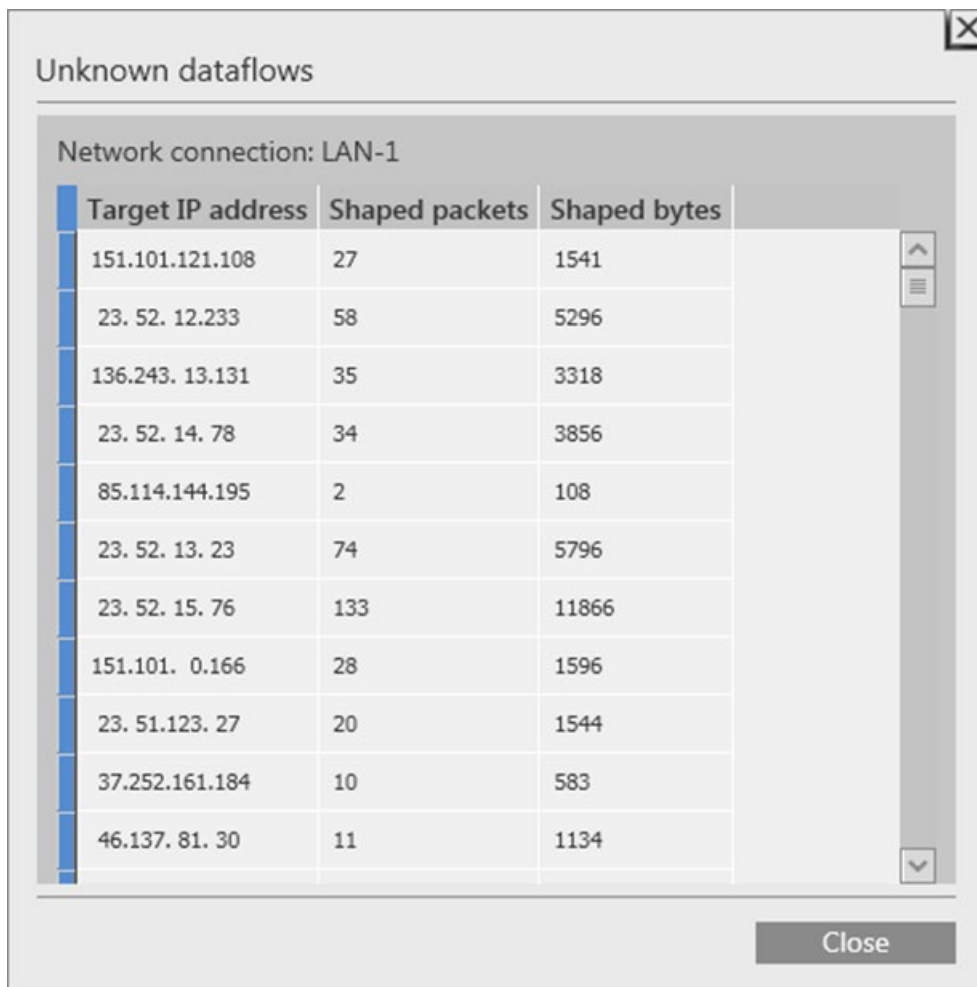 Unknown dataflows
Network connection: LAN-1
Target IP address Shaped packets Shaped bytes
151.101.121.108 27 1541
23. 52. 12.233 58 5296
136.243. 13.131 35 3318
23. 52. 14. 78 34 3856
85.114.144.195 2 108
23. 52. 13. 23 74 5796
23. 52. 15. 76 133 11866
151.101.  0.166 28 1596
23. 51.123. 27 20 1544
37.252.161.184 10 583
46.137. 81. 30 11 1134
Close